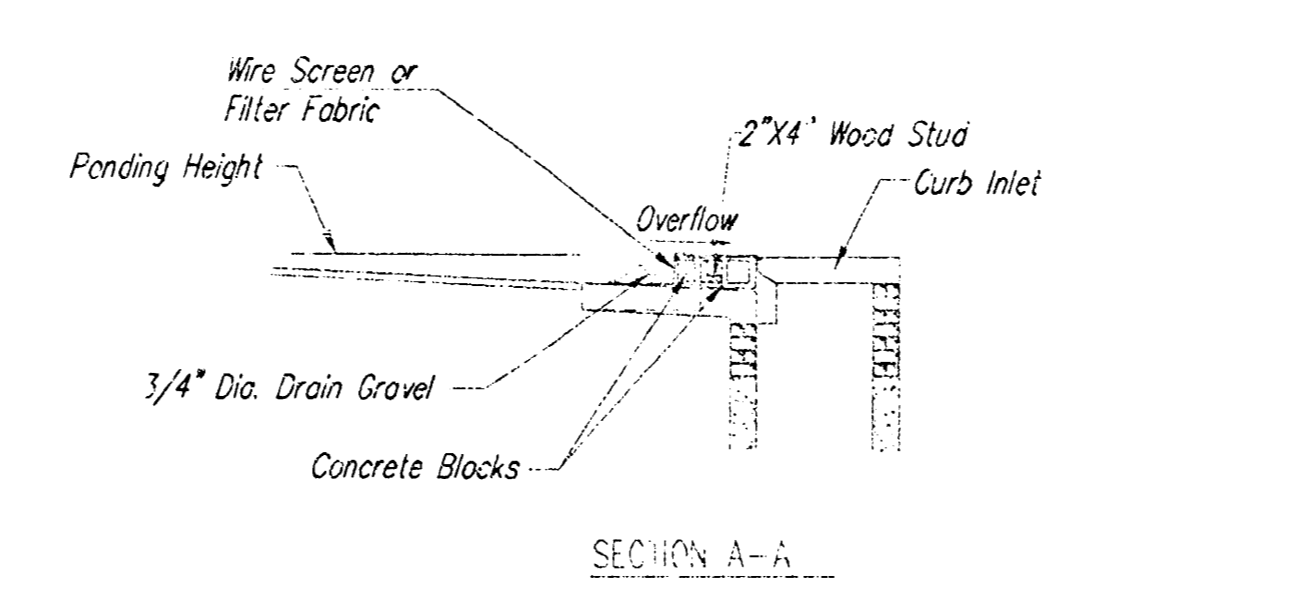 Wire Screen or
Filter Fabric
2"X4" Wood Stud
Ponding Height
Curb Inlet
Overflow
3/4" Dia. Drain Gravel
Concrete Blocks
SECTION A-A